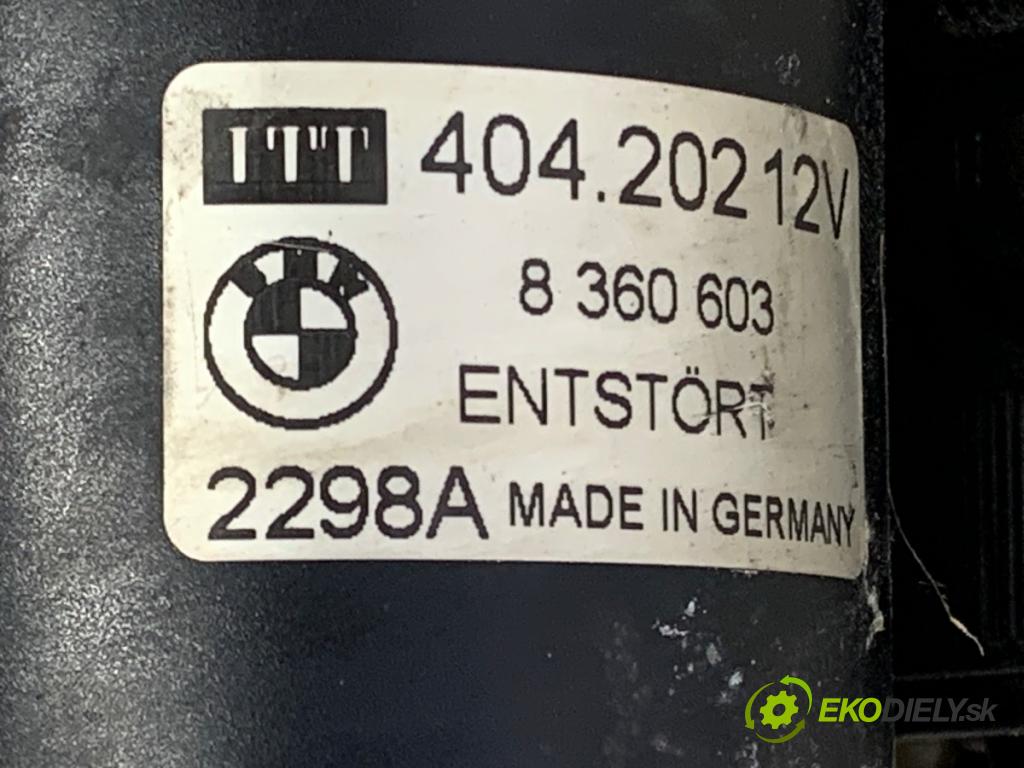 ITT 404.202 12V
8 360 603
ENTSTÖRT
2298A MADE IN GERMANY
EKODIELY.sk